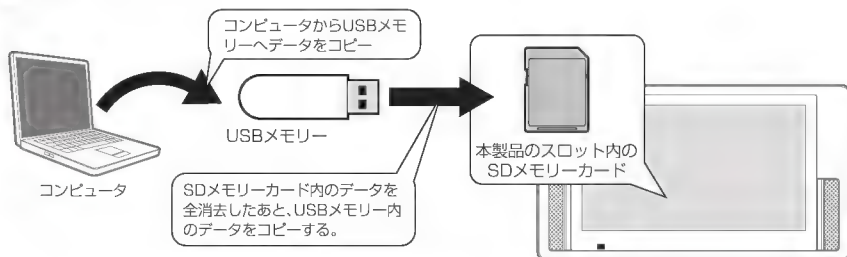 コンピュータからUSBメモ
リーへデータをコピー
USBメモリー
コンピュータ
SDメモリーカード内のデータを
全消去したあと、USBメモリー内
のデータをコピーする。
本製品のスロット内の
SDメモリーカード